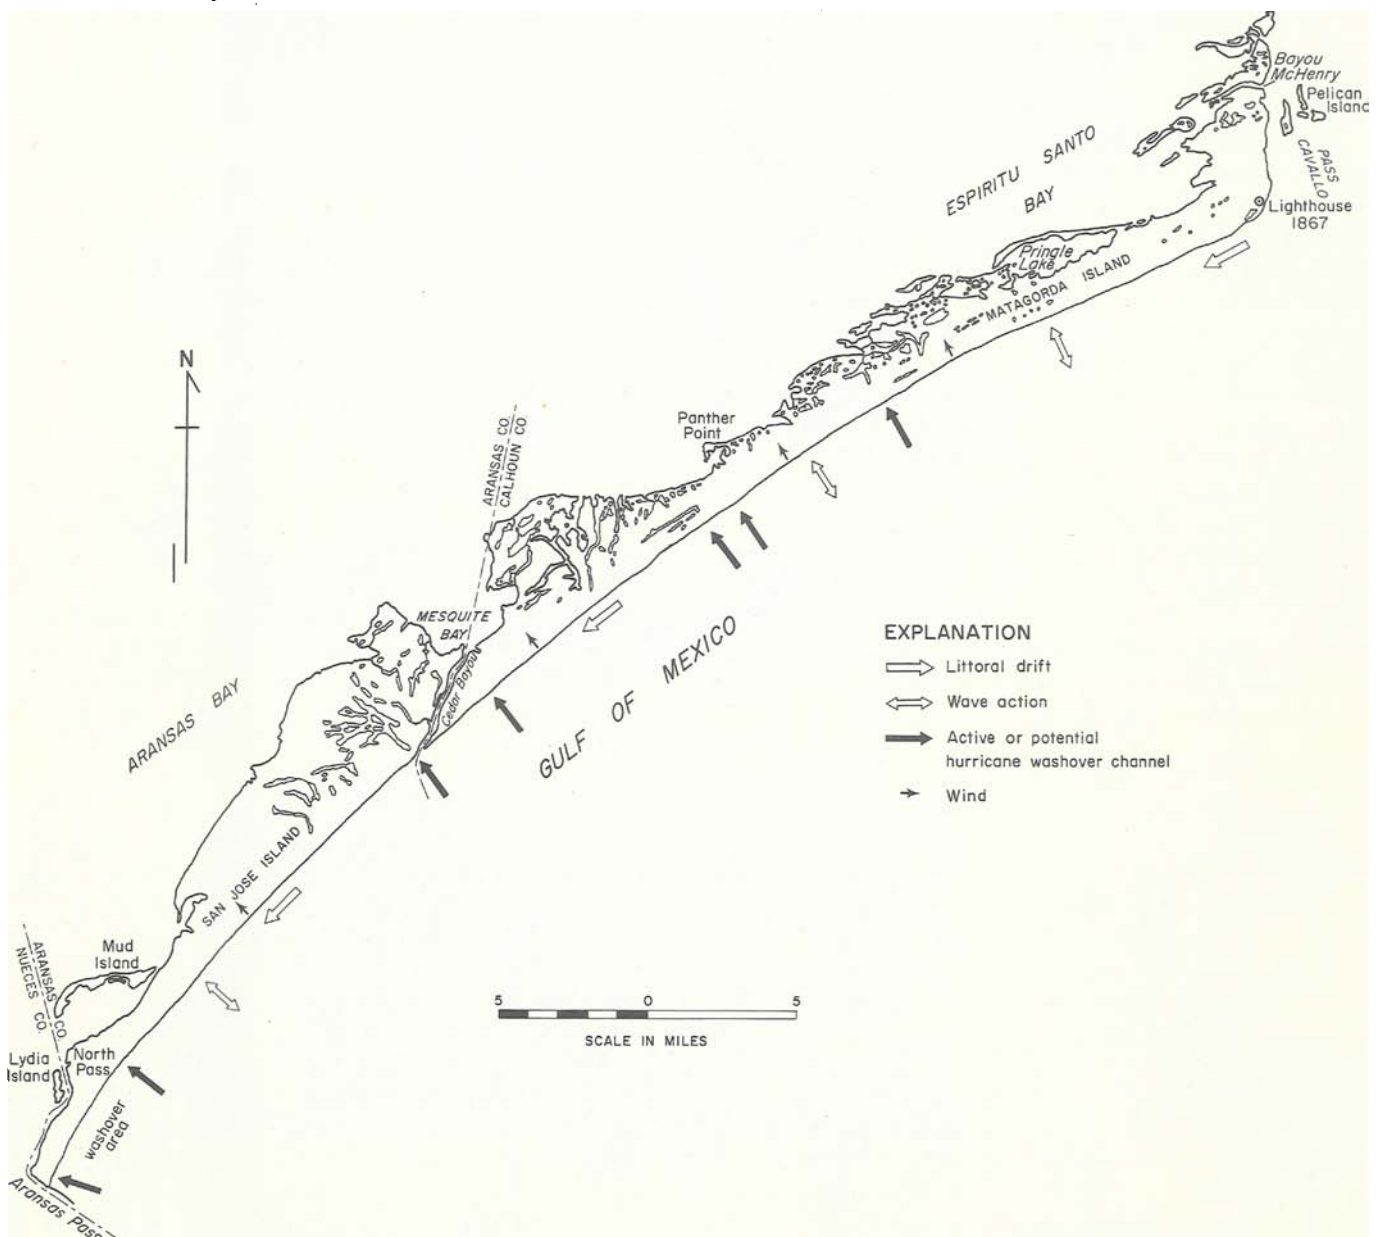 Bayou
McHenry
Pelican
Island
PASS
CAVALLO
Lighthouse
1867
ESPIRITU SANTO
BAY
Pringle
Lake
MATAGORDA ISLAND
N
Panther
Point
ARANSAS CO.
CALHOUN CO.
MESQUITE
BAY
Cedar Bayou
ARANSAS BAY
GULF OF MEXICO
EXPLANATION
Littoral drift
Wave action
Active or potential
hurricane washover channel
Wind
SAN JOSE ISLAND
Mud
Island
ARANSAS CO.
NUECES CO.
5 0 5
SCALE IN MILES
Lydia
Island
North
Pass
washover
area
Aransas Pass